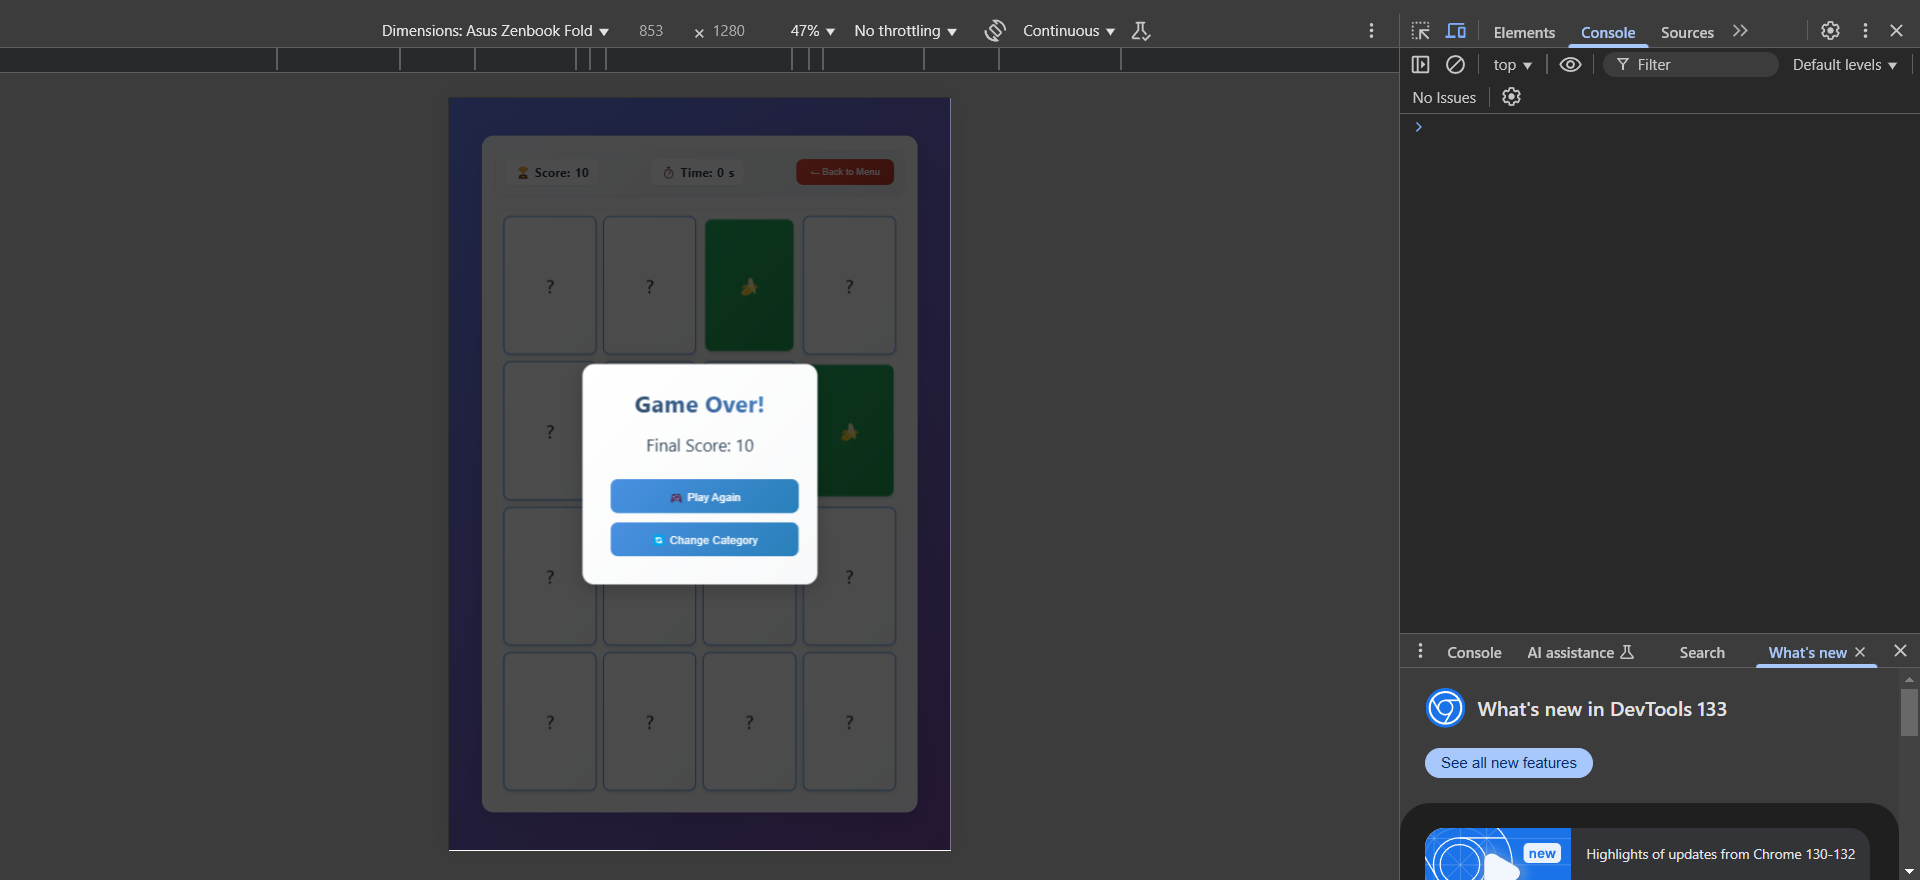 Dimensions: Asus Zenbook Fold ▼ 853 × 1280 47% ▼ No throttling ▼ Continuous ▼
Elements Console Sources
top ▼ Filter Default levels ▼
No Issues
Score: 10 Time: 0 s ← Back to Menu
? ? ?
?
Game Over!
Final Score: 10
Play Again
Change Category
? ?
? ? ? ?
Console AI assistance Search What's new
What's new in DevTools 133
See all new features
new Highlights of updates from Chrome 130-132